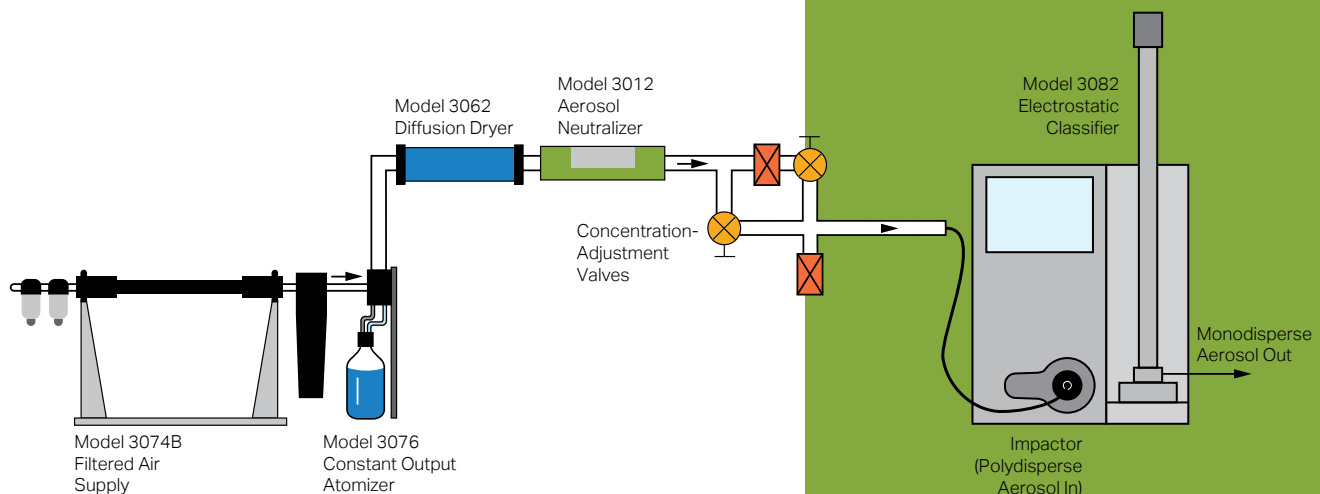 Model 3012
Aerosol
Neutralizer
Model 3062
Diffusion Dryer
Model 3082
Electrostatic
Classifier
Concentration-
Adjustment
Valves
Monodisperse
Aerosol Out
Model 3074B
Filtered Air
Supply
Model 3076
Constant Output
Atomizer
Impactor
(Polydisperse
Aerosol In)